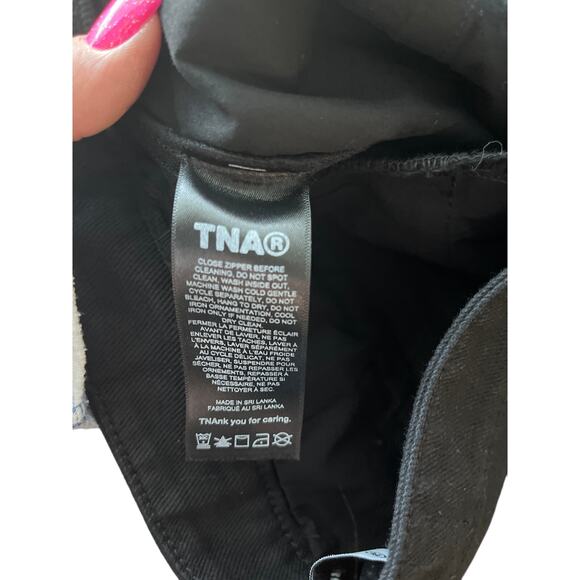 TNA®
CLOSE ZIPPER BEFORE
CLEANING, DO NOT SPOT
CLEAN, WASH INSIDE OUT,
MACHINE WASH COLD GENTLE
CYCLE SEPARATELY, DO NOT
BLEACH, HANG TO DRY, DO NOT
IRON ORNAMENTATION, COOL
IRON ONLY IF NEEDED, DO NOT
DRY CLEAN.
FERMER LA FERMETURE ÉCLAIR
AVANT DE LAVER, NE PAS
ENLEVER LES TACHES, LAVER À
L'ENVERS, LAVER SÉPARÉMENT
À LA MACHINE À L'EAU FROIDE
AU CYCLE DÉLICAT, NE PAS
JAVELISER, SUSPENDRE POUR
SÉCHER, NE PAS REPASSER LES
ORNEMENTS, REPASSER À
BASSE TEMPÉRATURE SI
NÉCESSAIRE, NE PAS
NETTOYER À SEC.
MADE IN SRI LANKA
FABRIQUÉ AU SRI LANKA
TNAnk you for caring.